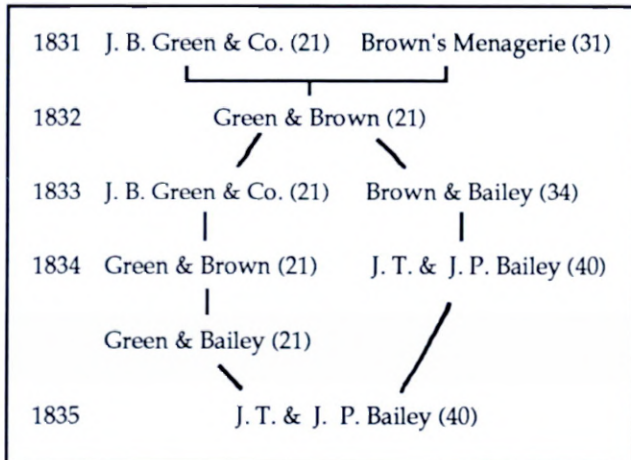 1831 J. B. Green & Co. (21) Brown's Menagerie (31)
1832 Green & Brown (21)
1833 J. B. Green & Co. (21) Brown & Bailey (34)
1834 Green & Brown (21) J. T. & J. P. Bailey (40)
Green & Bailey (21)
1835 J. T. & J. P. Bailey (40)